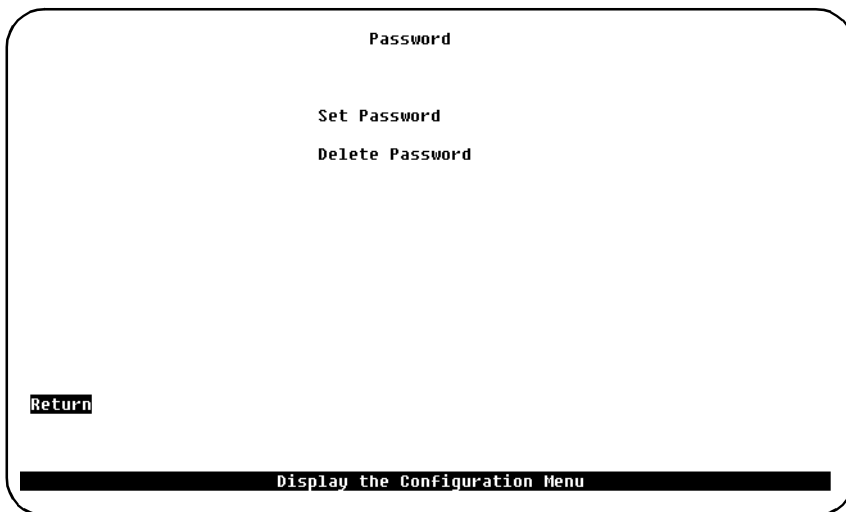 Password
Set Password
Delete Password
Return
Display the Configuration Menu